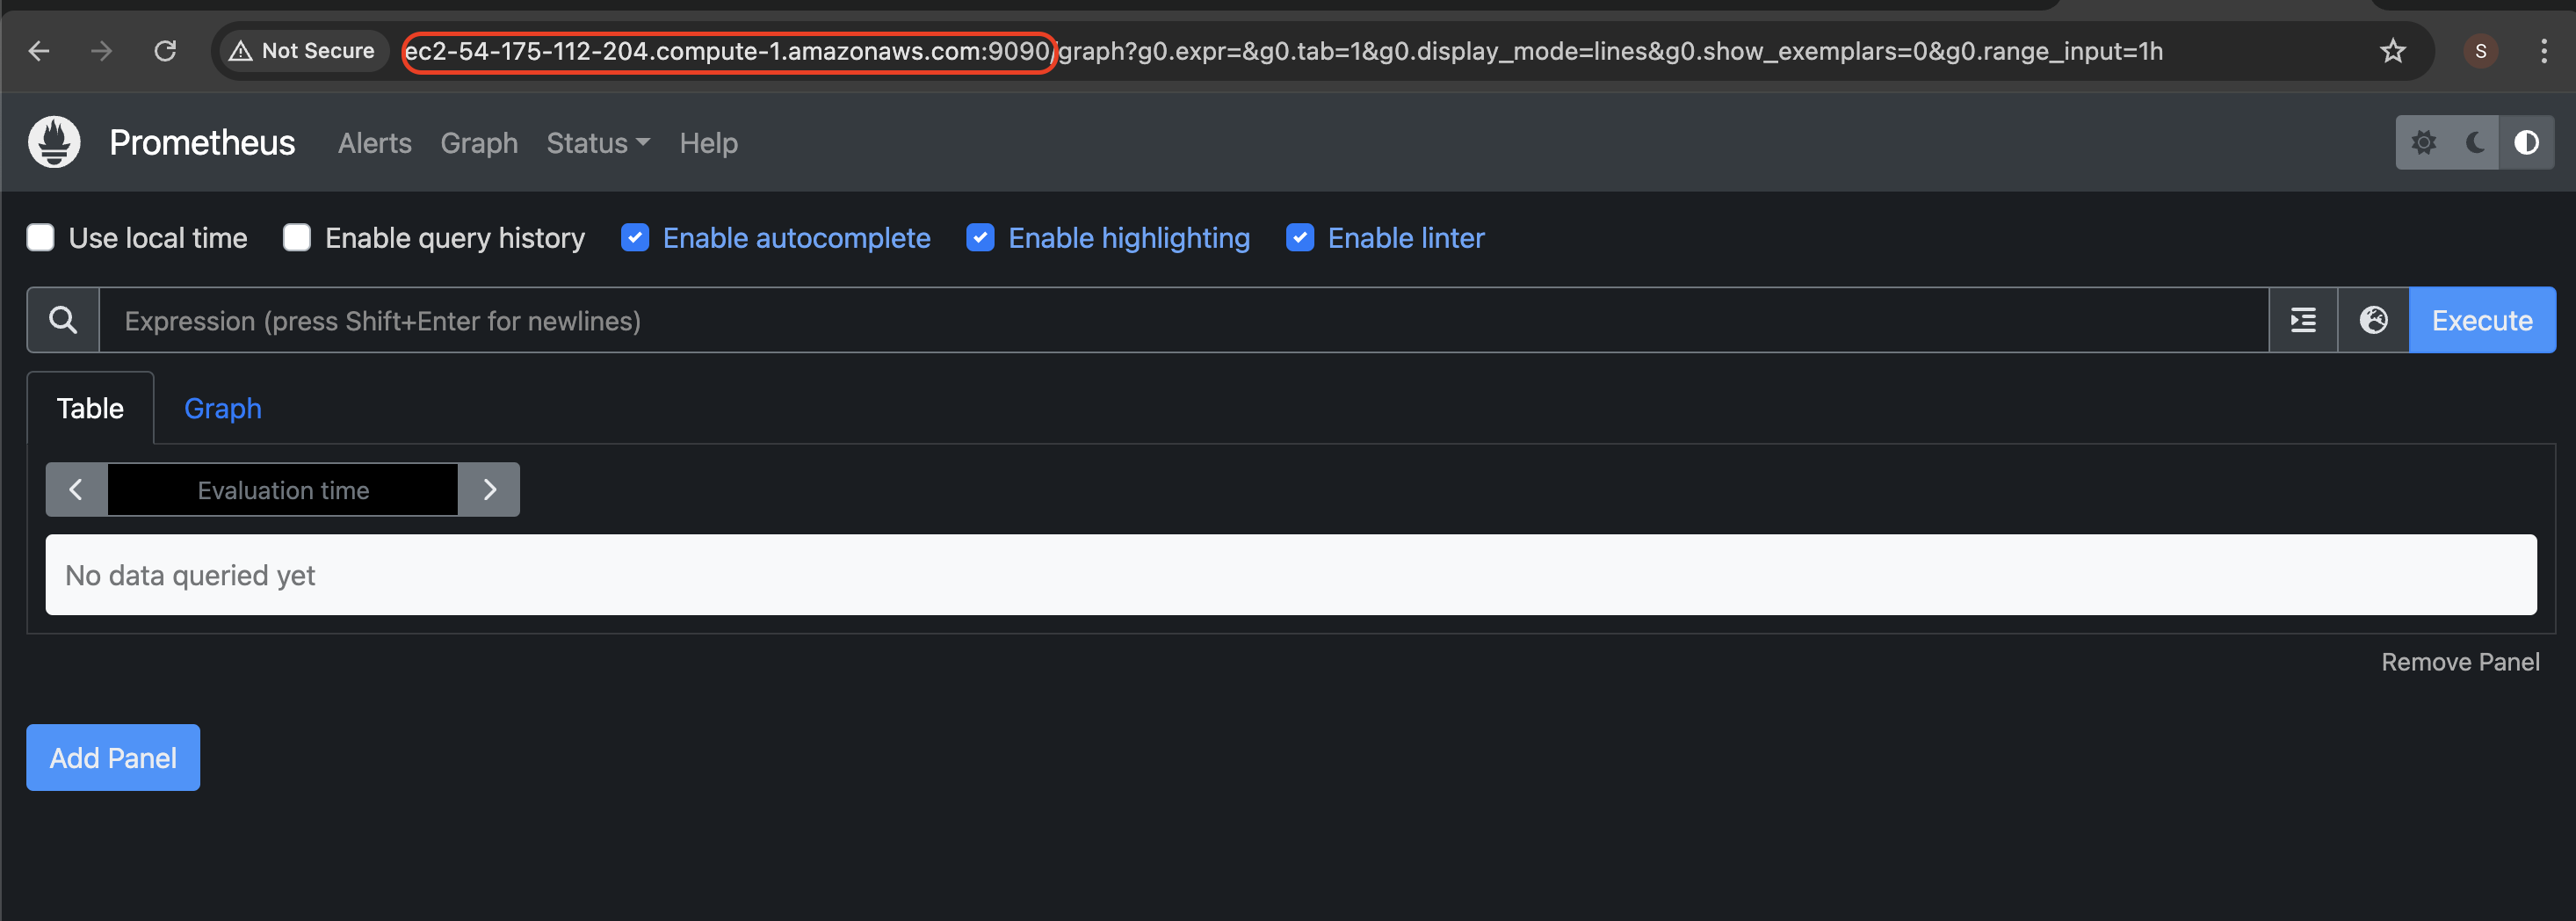 Not Secure ec2-54-175-112-204.compute-1.amazonaws.com:9090/graph?g0.expr=&g0.tab=1&g0.display_mode=lines&g0.show_exemplars=0&g0.range_input=1h S
Prometheus Alerts Graph Status Help
Use local time Enable query history Enable autocomplete Enable highlighting Enable linter
Expression (press Shift+Enter for newlines) Execute
Table Graph
Evaluation time
No data queried yet
Remove Panel
Add Panel